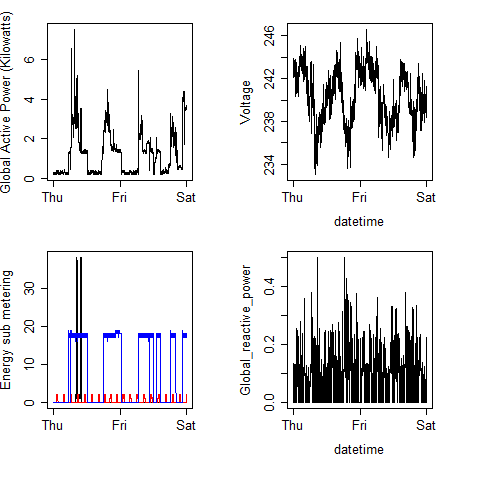 Global Active Power (Kilowatts)
0 2 4 6
Thu Fri Sat
Voltage
234 238 242 246
Thu Fri Sat
datetime
Energy sub metering
0 10 20 30
Thu Fri Sat
Global_reactive_power
0.0 0.2 0.4
Thu Fri Sat
datetime